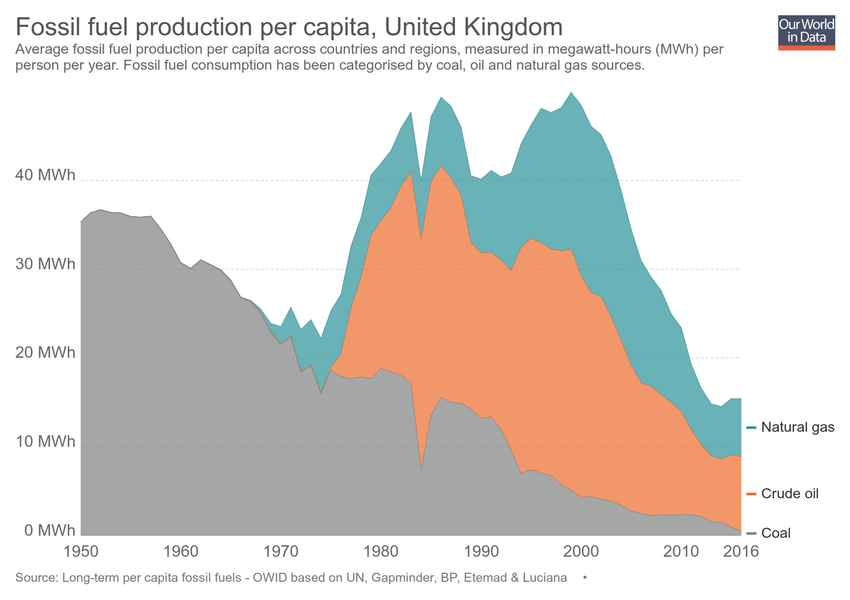 Fossil fuel production per capita, United Kingdom
Our World
in Data
Average fossil fuel production per capita across countries and regions, measured in megawatt-hours (MWh) per
person per year. Fossil fuel consumption has been categorised by coal, oil and natural gas sources.
40 MWh
30 MWh
20 MWh
10 MWh
0 MWh
Natural gas
Crude oil
Coal
1950 1960 1970 1980 1990 2000 2010 2016
Source: Long-term per capita fossil fuels - OWID based on UN, Gapminder, BP, Etemad & Luciana •